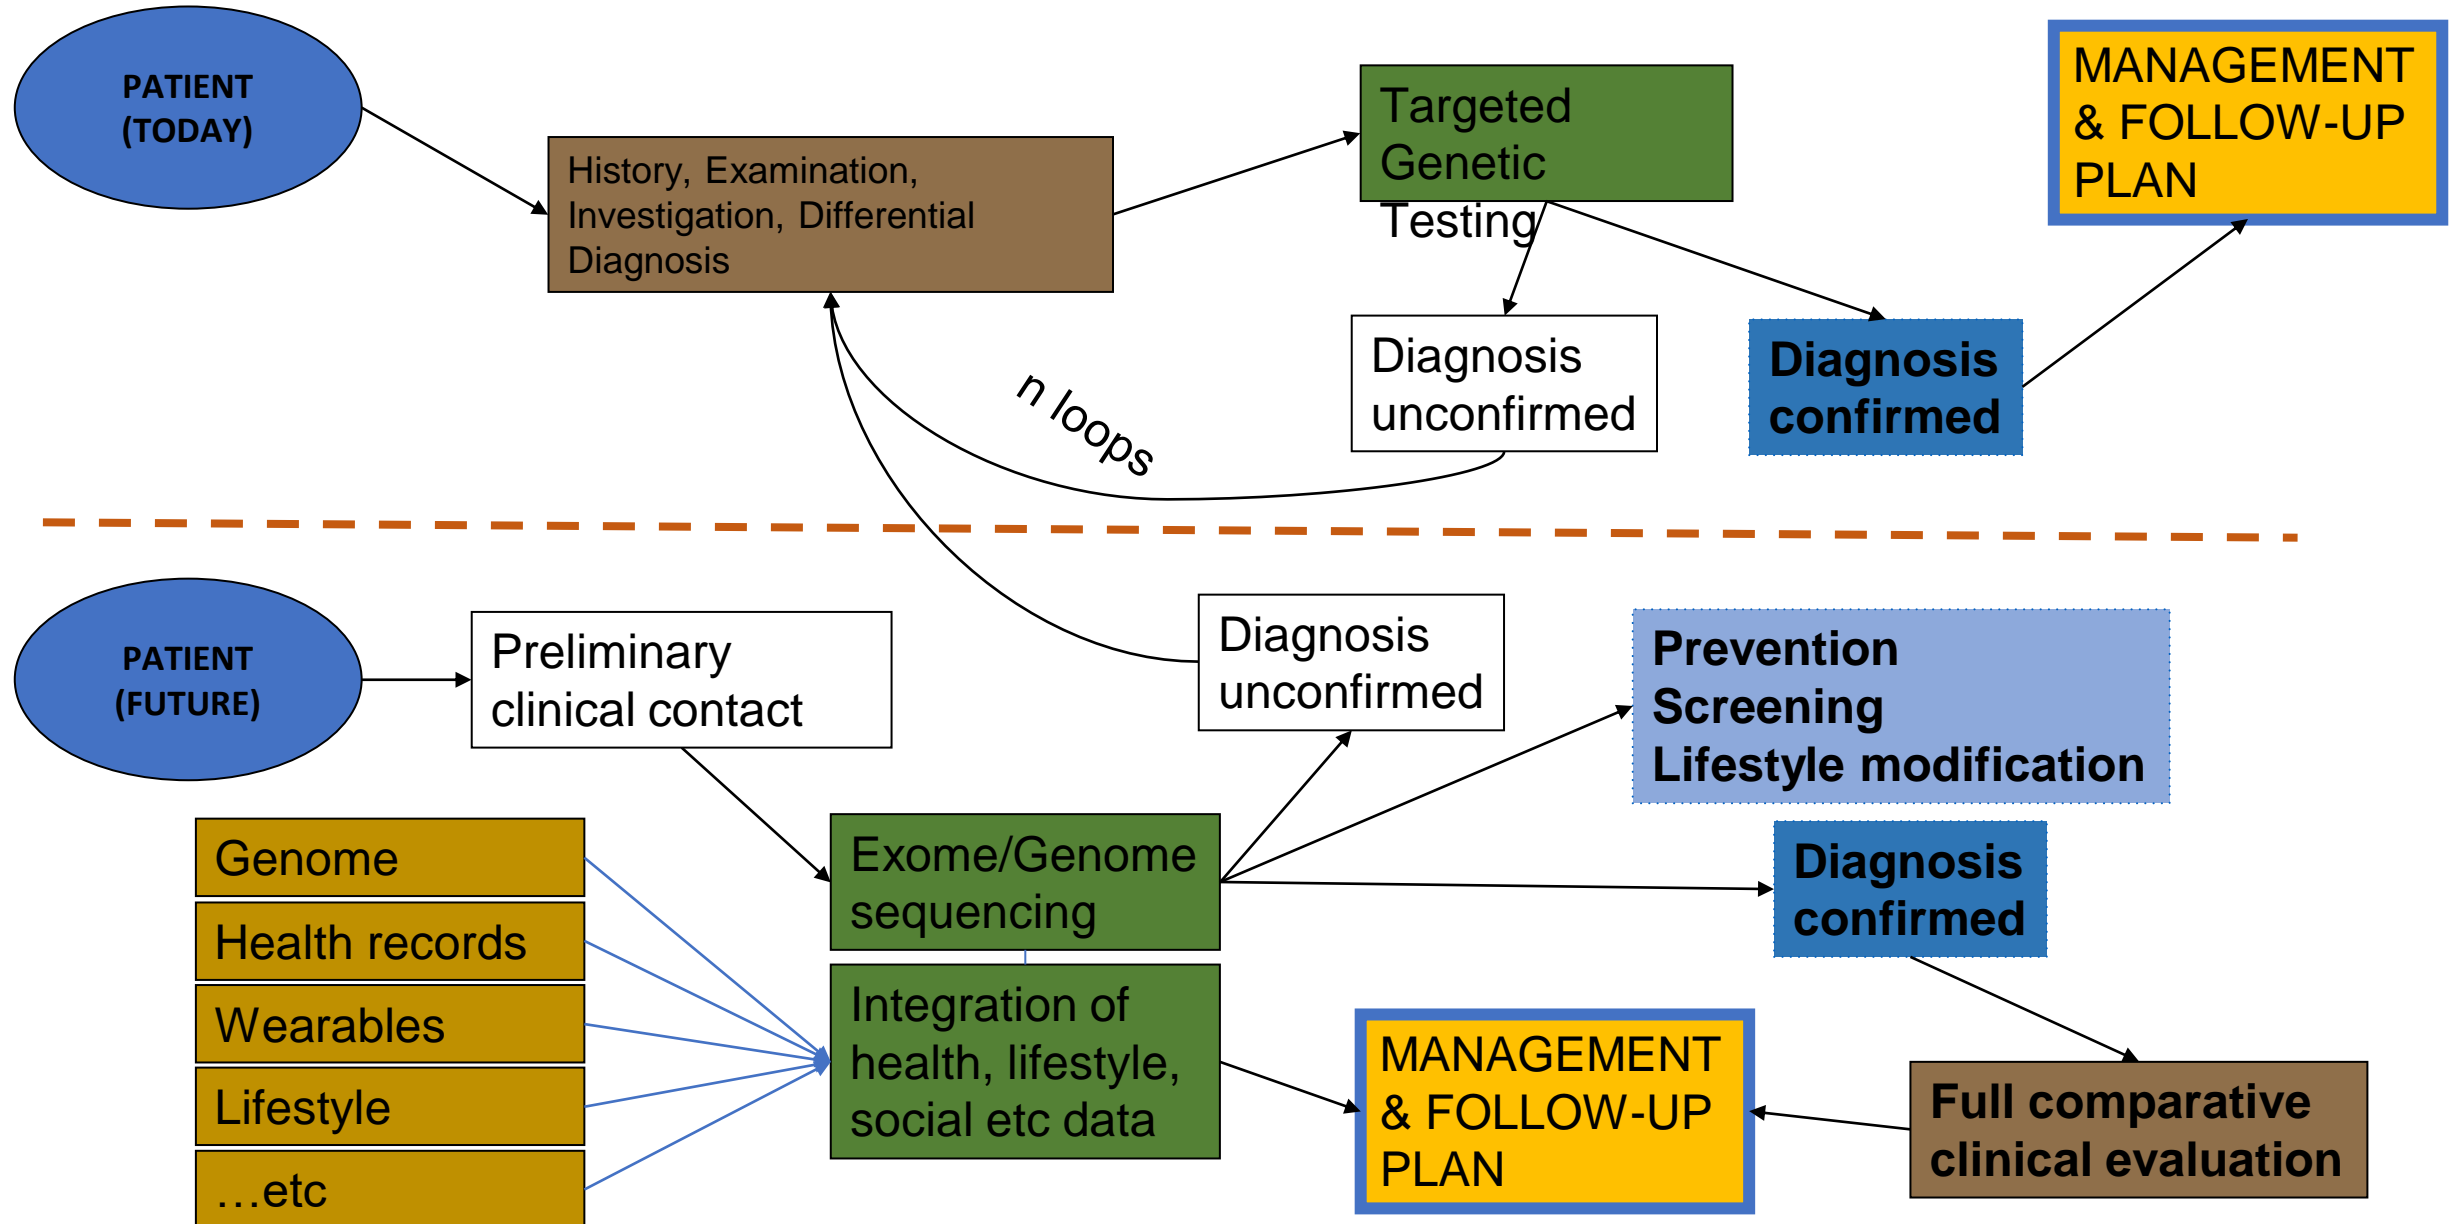 PATIENT
(TODAY)
History, Examination,
Investigation, Differential
Diagnosis
Targeted
Genetic
Testing
MANAGEMENT
& FOLLOW-UP
PLAN
Diagnosis
unconfirmed
Diagnosis
confirmed
n loops
PATIENT
(FUTURE)
Preliminary
clinical contact
Diagnosis
unconfirmed
Prevention
Screening
Lifestyle modification
Genome
Health records
Wearables
Lifestyle
…etc
Exome/Genome
sequencing
Integration of
health, lifestyle,
social etc data
Diagnosis
confirmed
MANAGEMENT
& FOLLOW-UP
PLAN
Full comparative
clinical evaluation